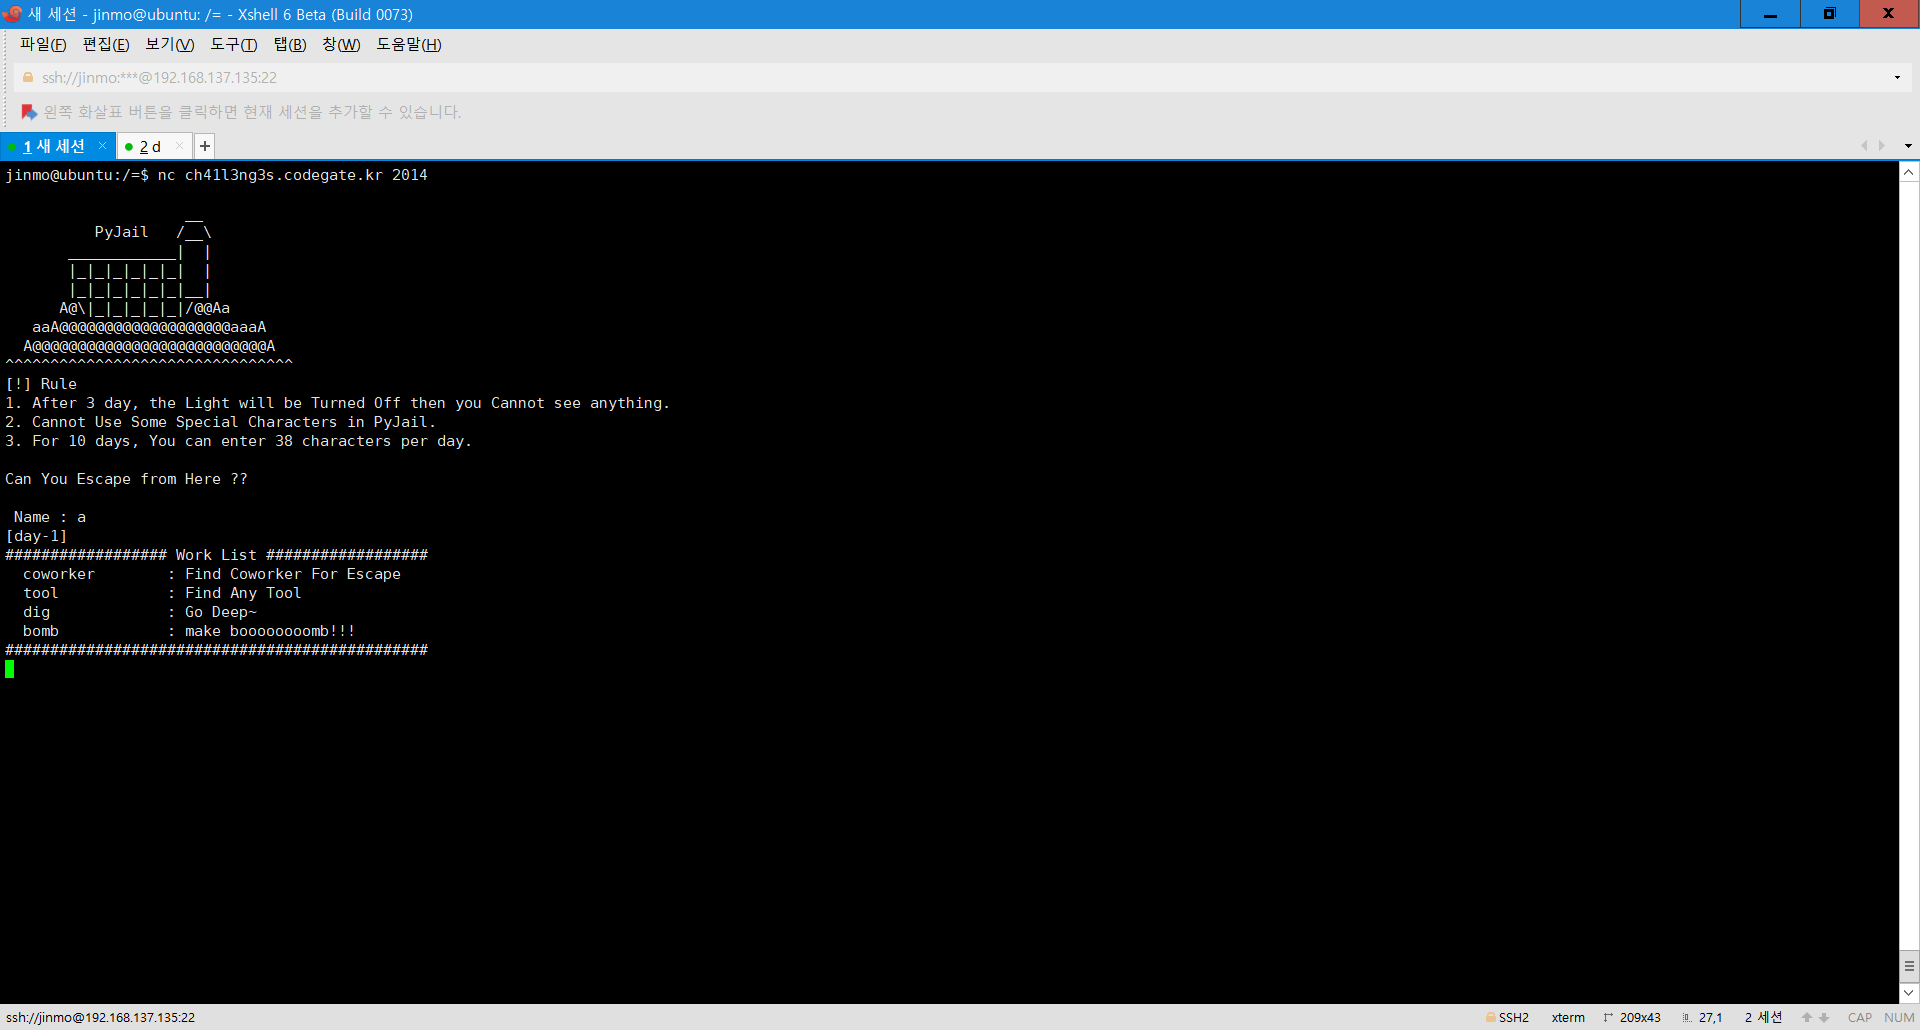 새 세션 - jinmo@ubuntu: /= - Xshell 6 Beta (Build 0073)
파일(F) 편집(E) 보기(V) 도구(T) 탭(B) 창(W) 도움말(H)
ssh://jinmo:***@192.168.137.135:22
왼쪽 화살표 버튼을 클릭하면 현재 세션을 추가할 수 있습니다.
1 새 세션 × 2 d × +
jinmo@ubuntu:/=$ nc ch41l3ng3s.codegate.kr 2014
                    __
          PyJail   /__\
       ____________|  |
       |_|_|_|_|_|_|  |
       |_|_|_|_|_|_|__|
      A@\|_|_|_|_|_|/@@Aa
   aaA@@@@@@@@@@@@@@@@@@@aaaA
  A@@@@@@@@@@@@@@@@@@@@@@@@@@A
^^^^^^^^^^^^^^^^^^^^^^^^^^^^^^^^
[!] Rule
1. After 3 day, the Light will be Turned Off then you Cannot see anything.
2. Cannot Use Some Special Characters in PyJail.
3. For 10 days, You can enter 38 characters per day.
Can You Escape from Here ??
 Name : a
[day-1]
################## Work List ##################
  coworker        : Find Coworker For Escape
  tool            : Find Any Tool
  dig             : Go Deep~
  bomb            : make boooooooomb!!!
###############################################
ssh://jinmo@192.168.137.135:22 SSH2 xterm 209x43 27,1 2 세션 CAP NUM